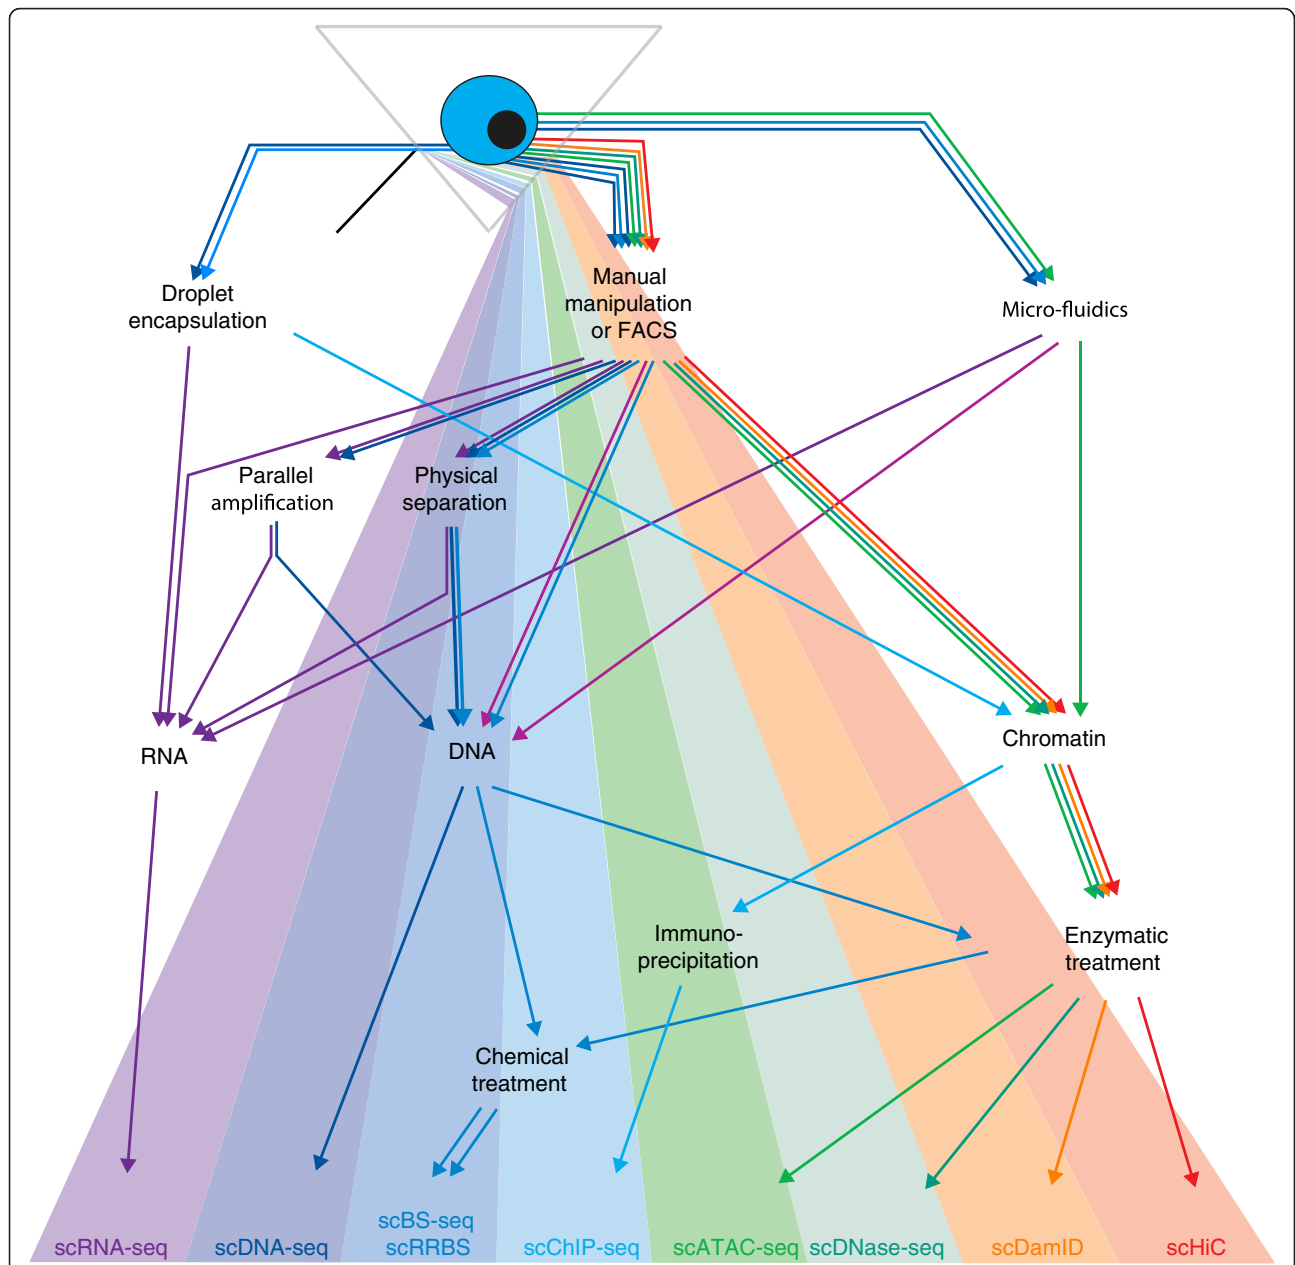 Manual
manipulation
or FACS
Droplet
encapsulation
Micro-fluidics
Parallel
amplification
Physical
separation
RNA
DNA
Chromatin
Immuno-
precipitation
Enzymatic
treatment
Chemical
treatment
scRNA-seq
scDNA-seq
scBS-seq
scRRBS
scChIP-seq
scATAC-seq
scDNase-seq
scDamID
scHiC